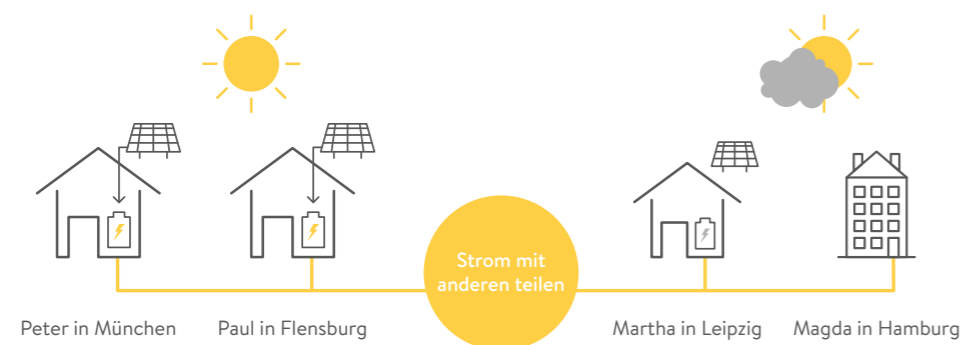 Strom mit
anderen teilen
Peter in München
Paul in Flensburg
Martha in Leipzig
Magda in Hamburg